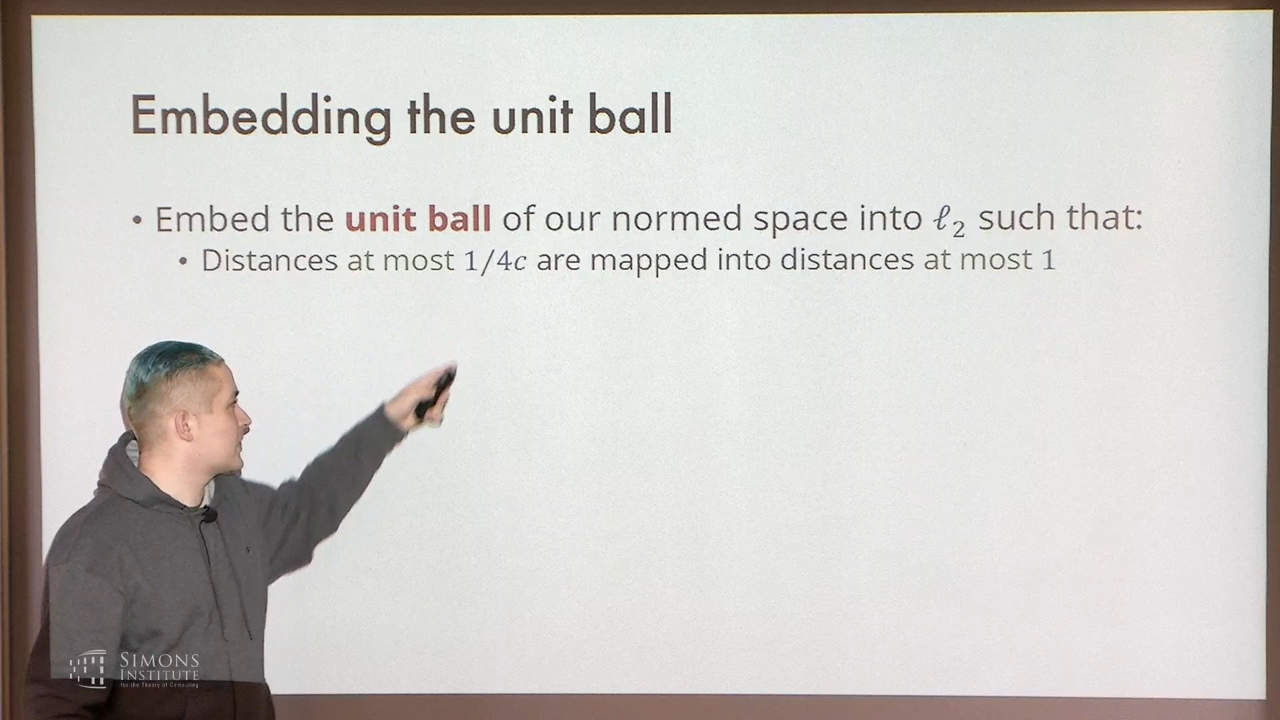 Embedding the unit ball
• Embed the unit ball of our normed space into ℓ₂ such that:
• Distances at most 1/4c are mapped into distances at most 1
SIMONS
INSTITUTE
for the Theory of Computing